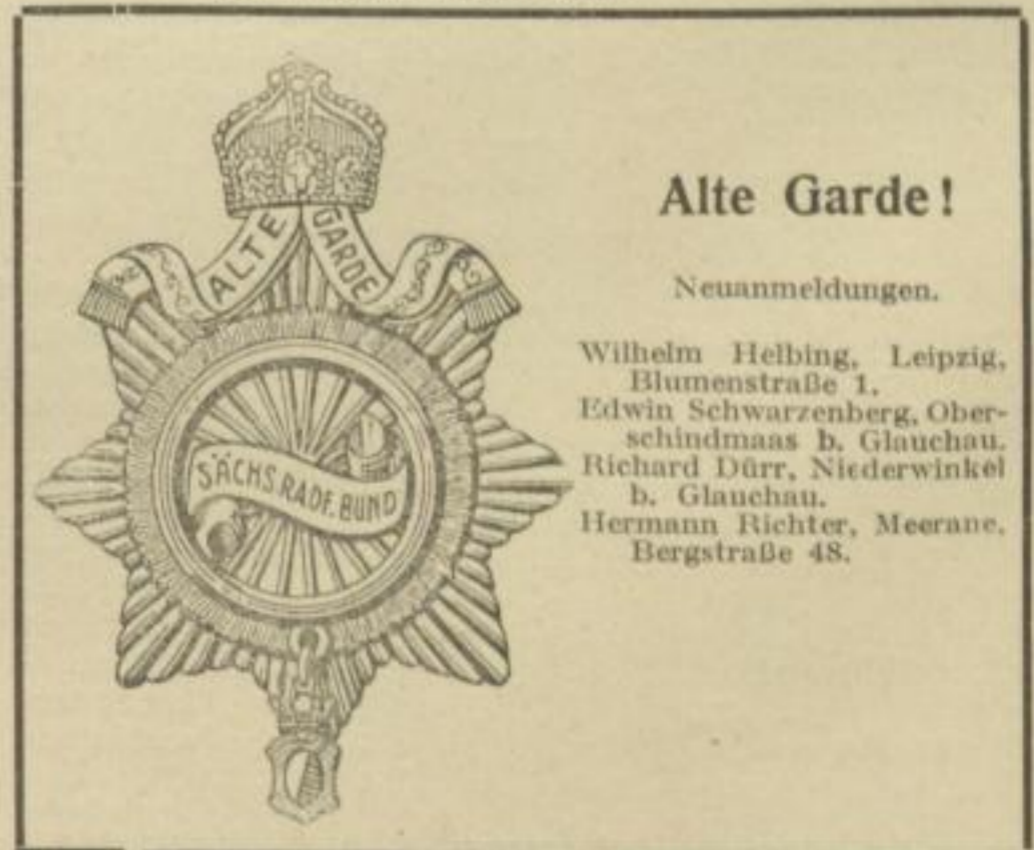 ALTE GARDE
SÄCHS. RADF. BUND
Alte Garde!
Neuanmeldungen.
Wilhelm Helbing, Leipzig,
Blumenstraße 1.
Edwin Schwarzenberg, Ober-
schindmaas b. Glauchau.
Richard Dürr, Niederwinkel
b. Glauchau.
Hermann Richter, Meerane,
Bergstraße 48.